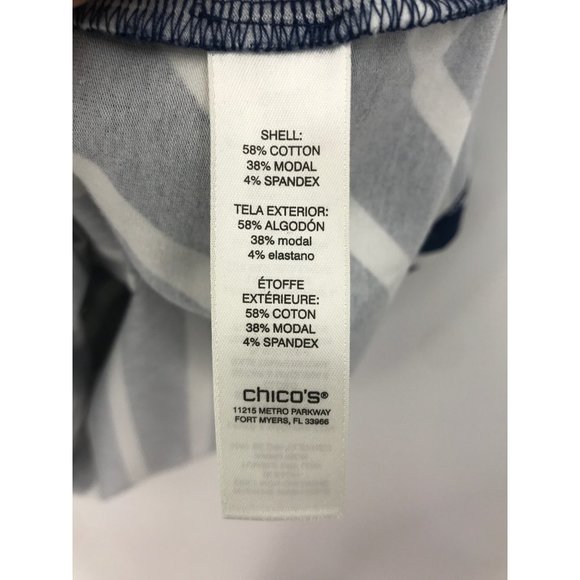 SHELL:
58% COTTON
38% MODAL
4% SPANDEX
TELA EXTERIOR:
58% ALGODÓN
38% modal
4% elastano
ÉTOFFE
EXTÉRIEURE:
58% COTON
38% MODAL
4% SPANDEX
chico's®
11215 METRO PARKWAY
FORT MYERS, FL 33966